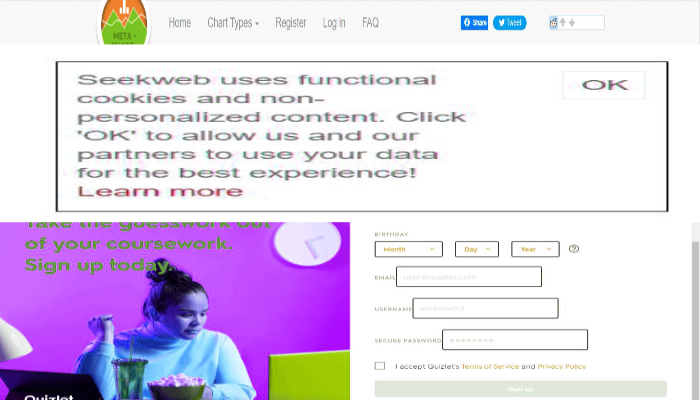 META -
Home Chart Types Register Log in FAQ
Share Tweet
Seekweb uses functional
cookies and non-
personalized content. Click
'OK' to allow us and our
partners to use your data
for the best experience!
Learn more
OK
Take the guesswork out
of your coursework.
Sign up today.
Quizlet
BIRTHDAY
Month Day Year
EMAIL user@quizlet.com
USERNAME andrew123
SECURE PASSWORD ••••••••
I accept Quizlet's Terms of Service and Privacy Policy
Sign up